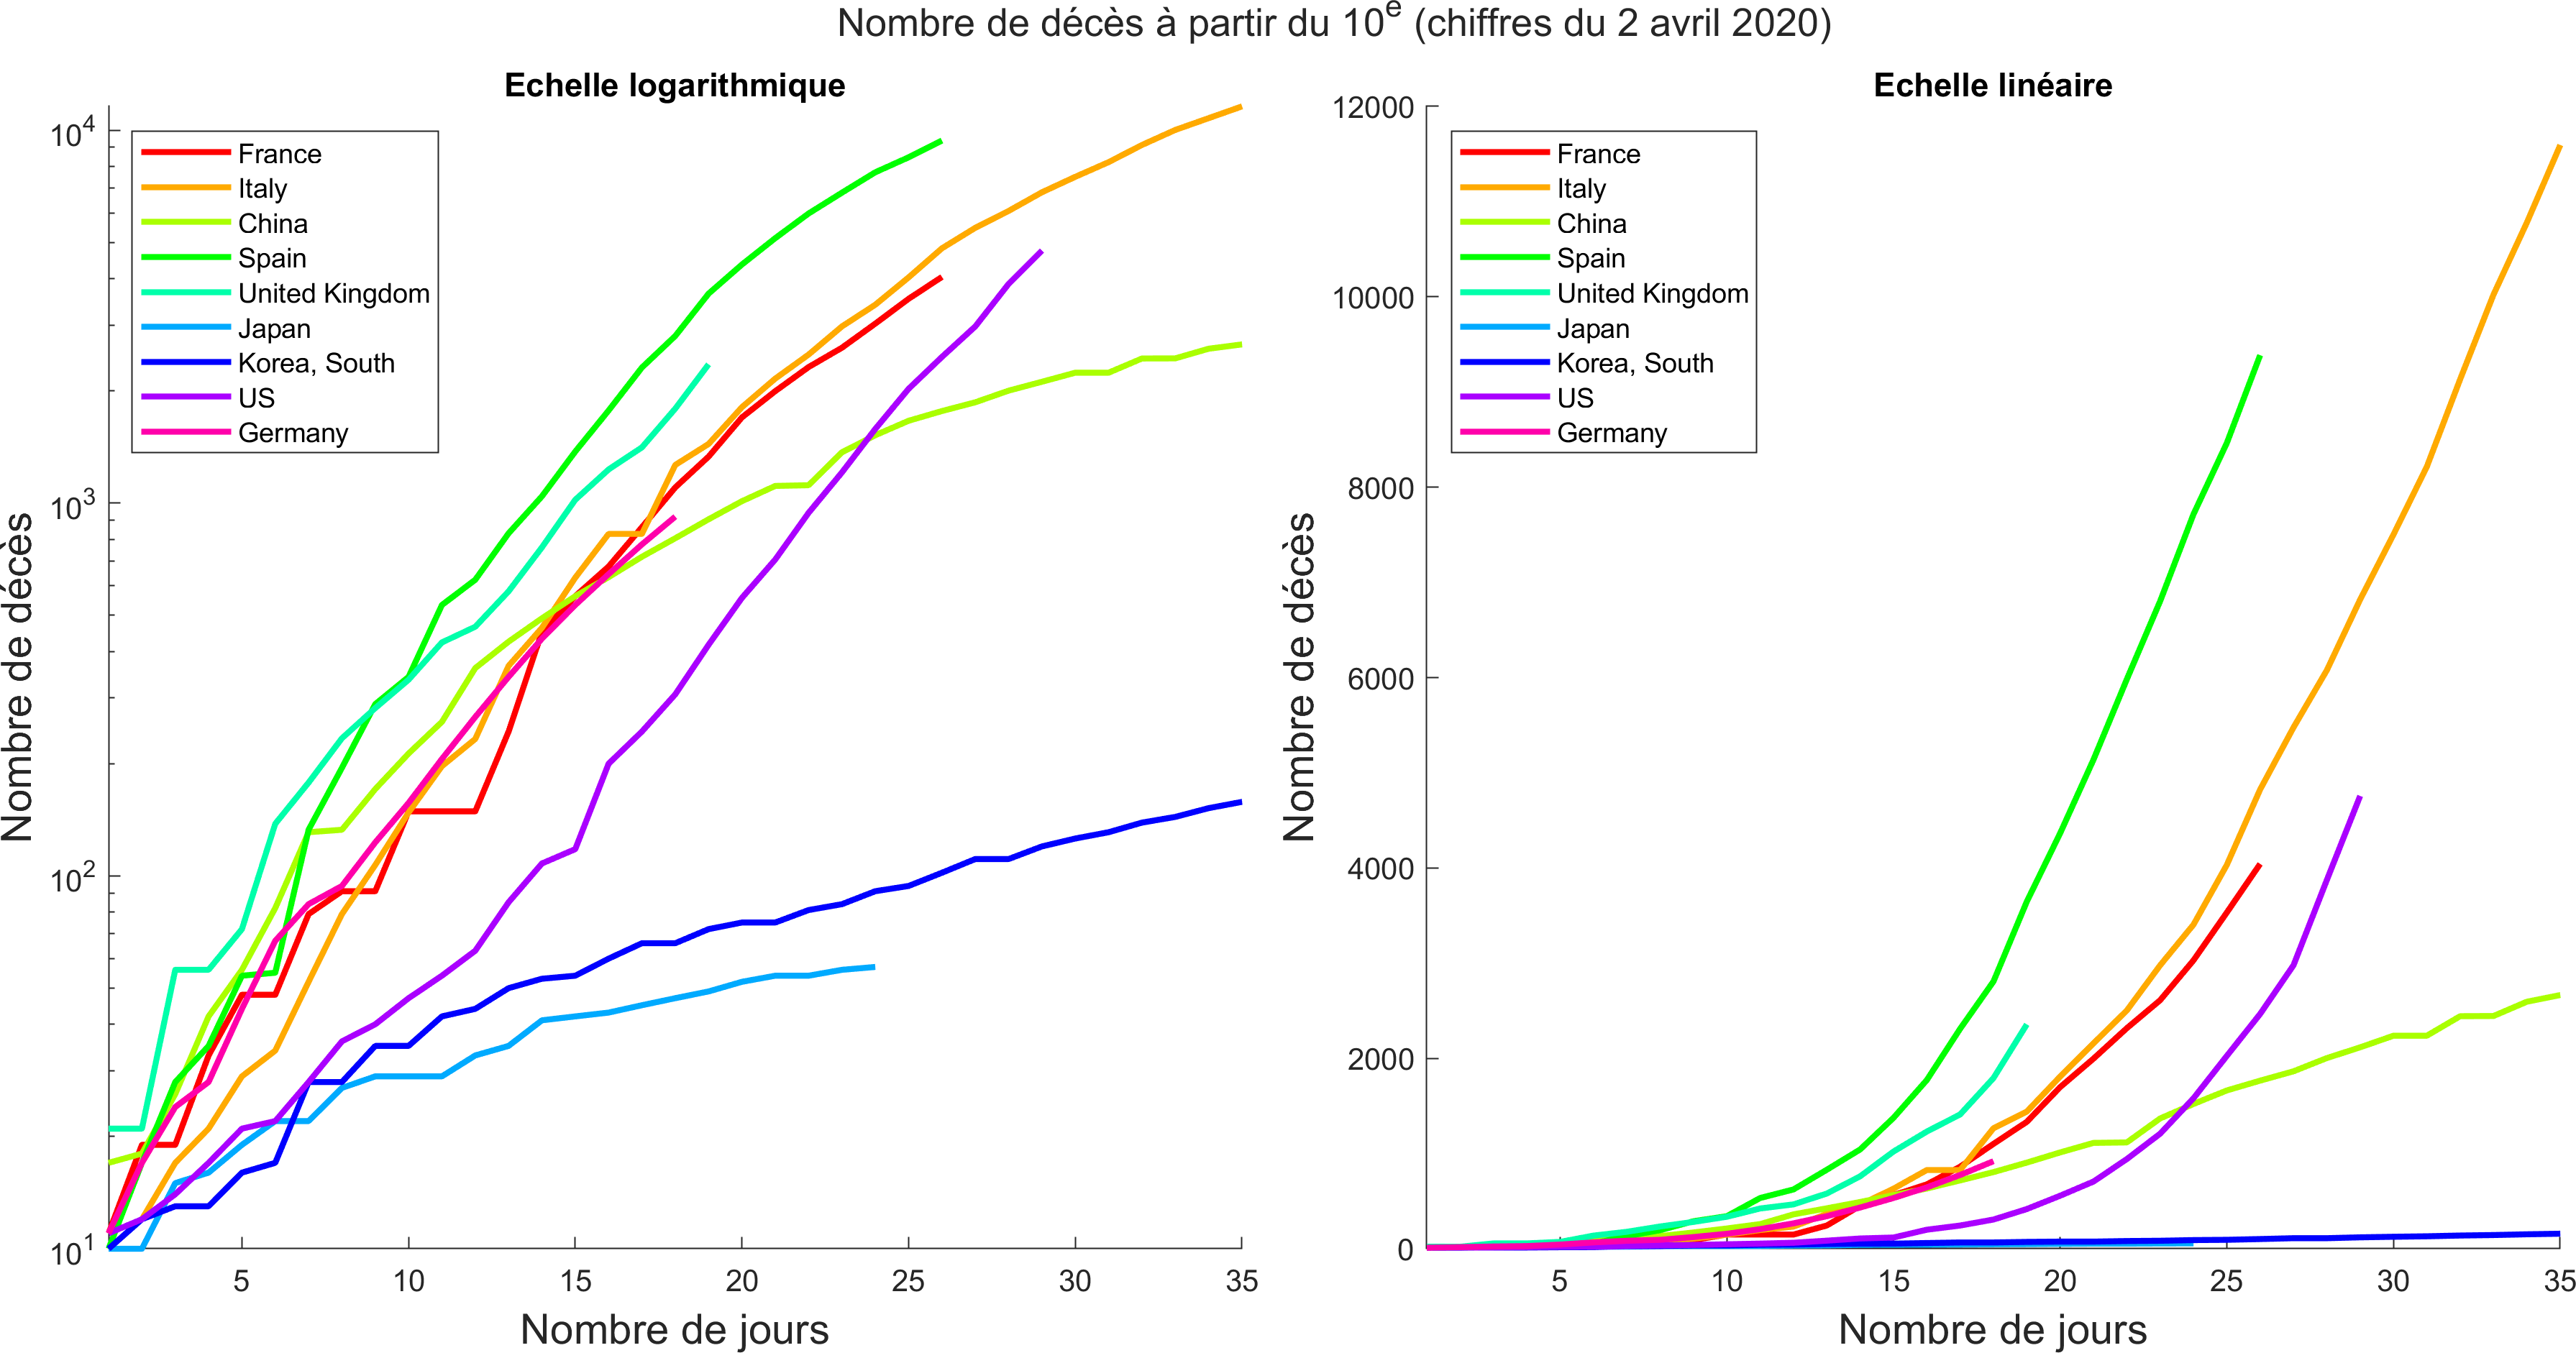 Nombre de décès à partir du 10e (chiffres du 2 avril 2020)
Echelle logarithmique
10^4
10^3
10^2
10^1
Nombre de décès
France
Italy
China
Spain
United Kingdom
Japan
Korea, South
US
Germany
5 10 15 20 25 30 35
Nombre de jours
Echelle linéaire
12000
10000
8000
6000
4000
2000
0
Nombre de décès
France
Italy
China
Spain
United Kingdom
Japan
Korea, South
US
Germany
5 10 15 20 25 30 35
Nombre de jours